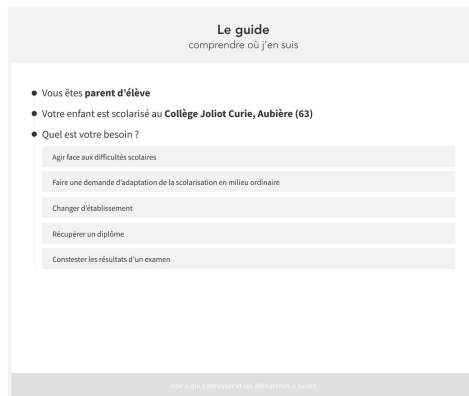 Le guide
comprendre où j'en suis
Vous êtes parent d'élève
Votre enfant est scolarisé au Collège Joliot Curie, Aubière (63)
Quel est votre besoin ?
Agir face aux difficultés scolaires
Faire une demande d'adaptation de la scolarisation en milieu ordinaire
Changer d'établissement
Récupérer un diplôme
Constester les résultats d'un examen
Voir à qui s'adresser et les démarches à suivre